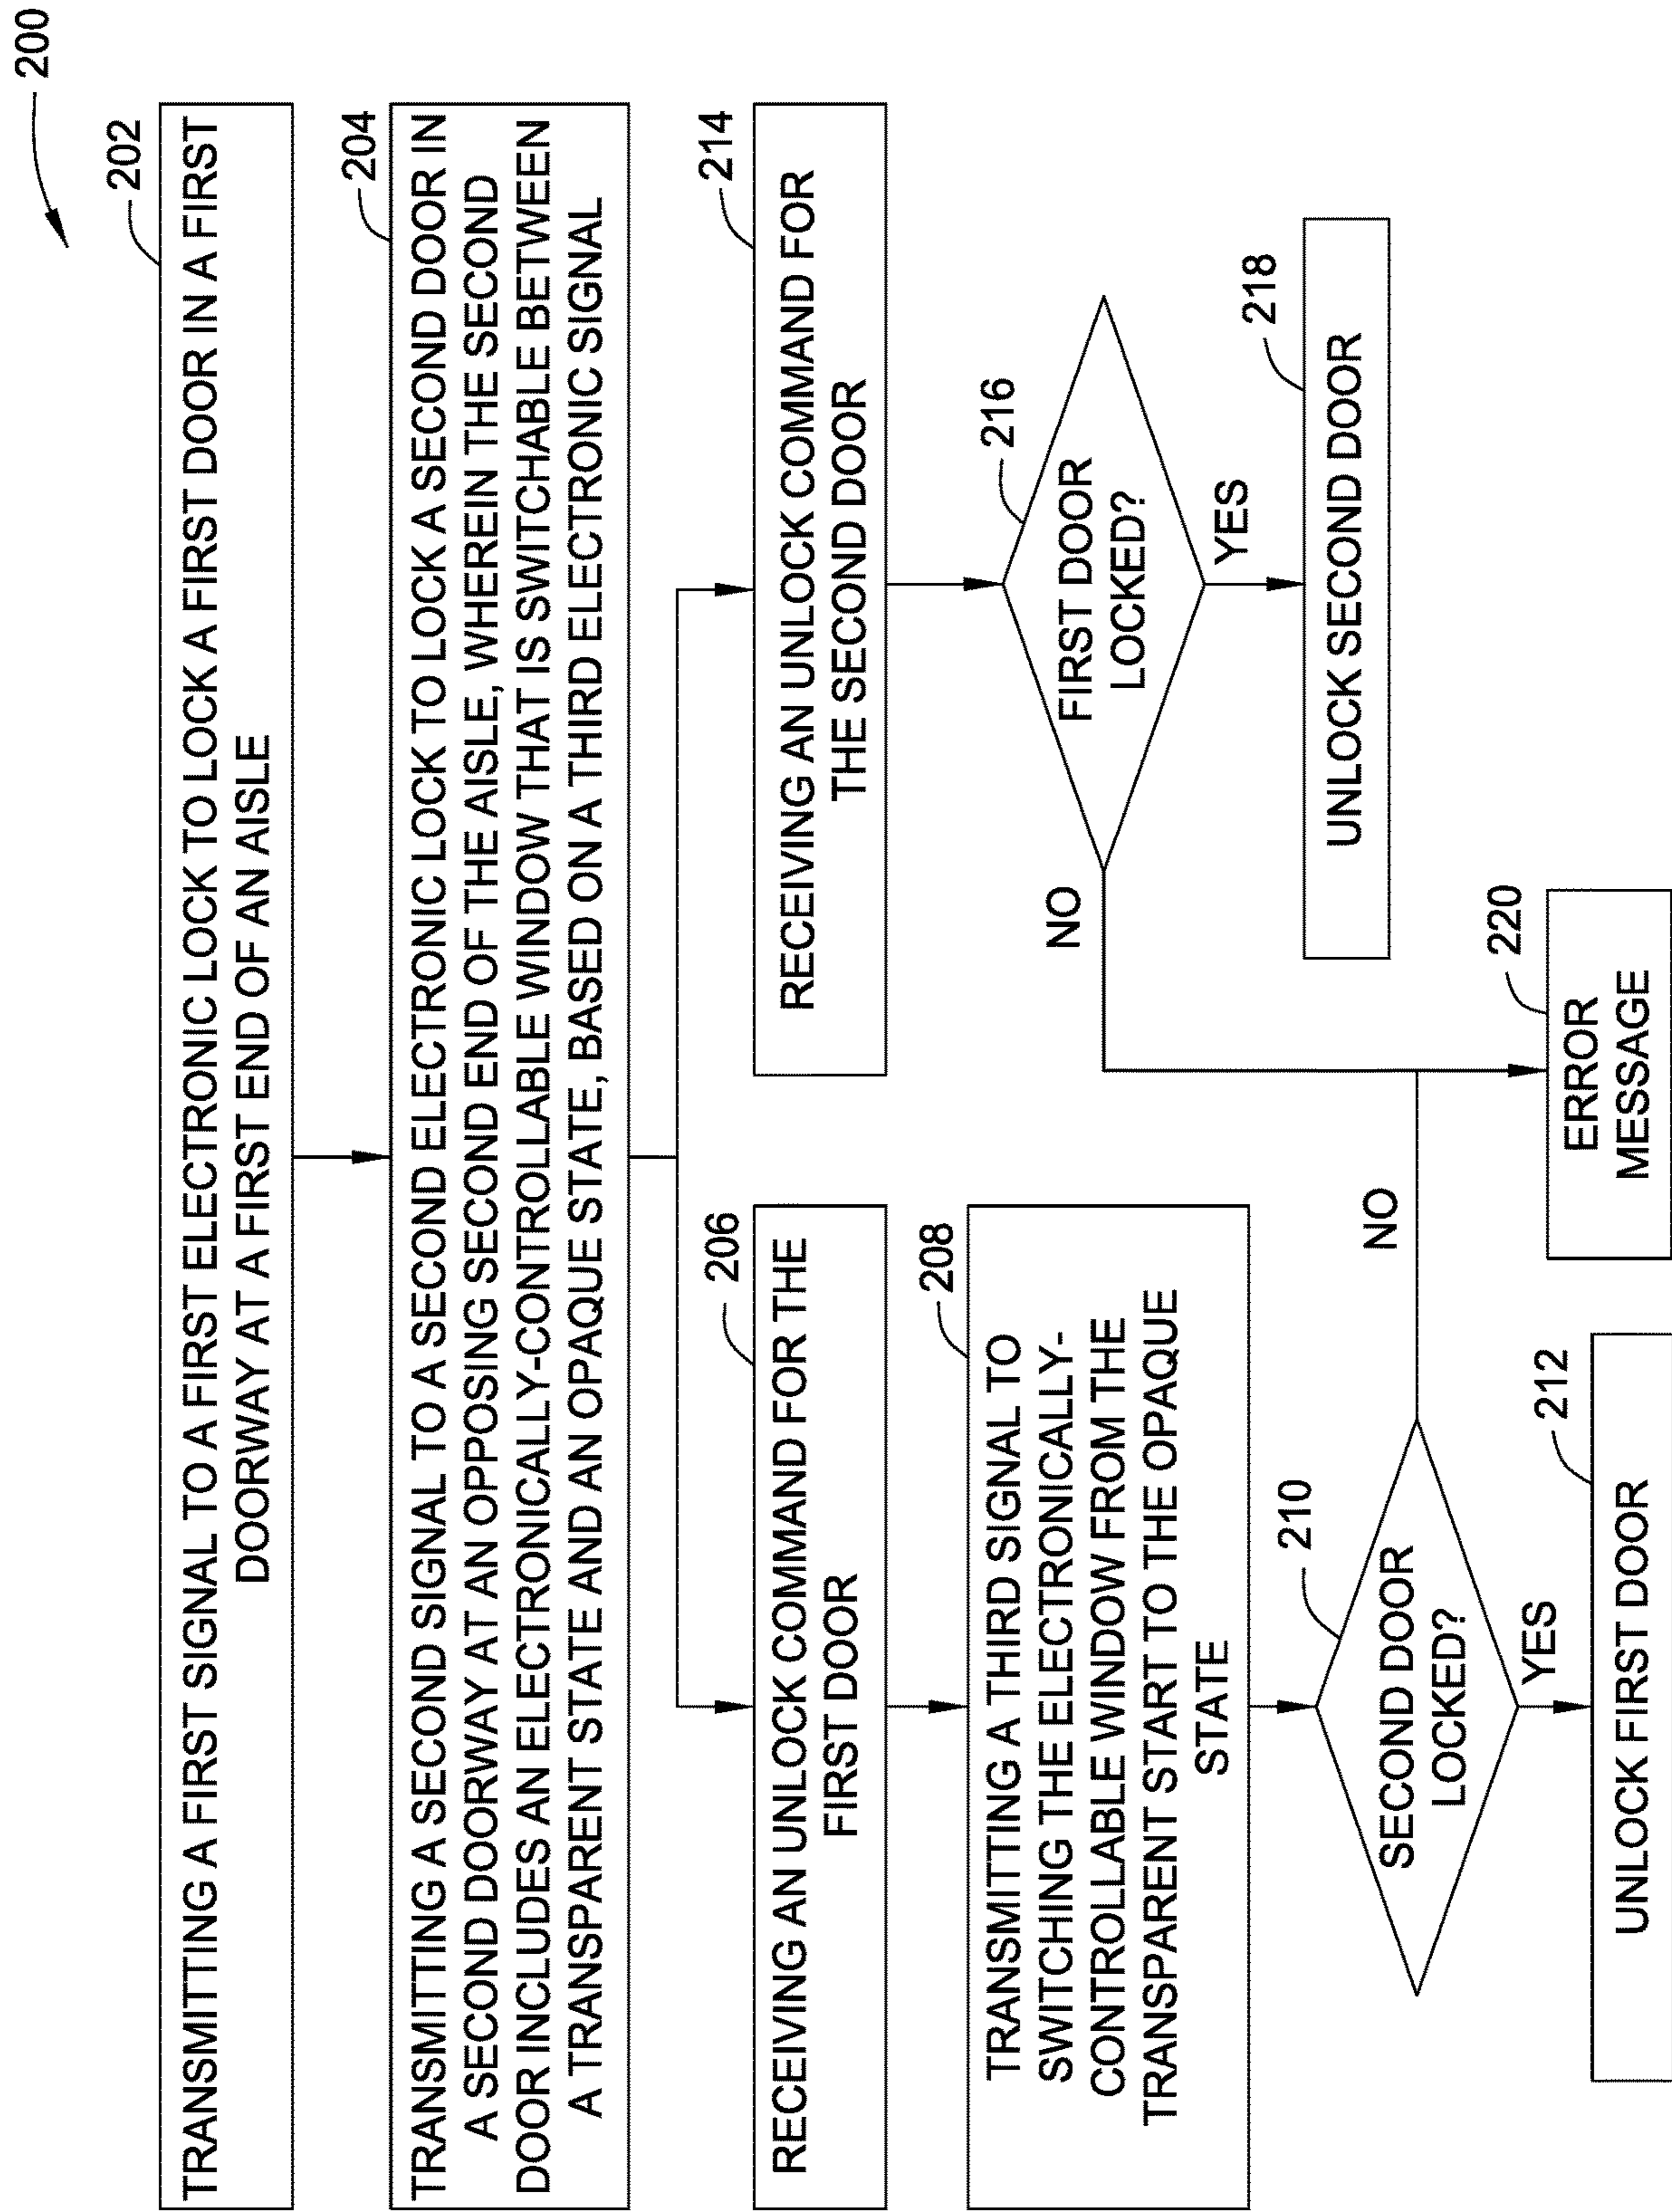 200
202
TRANSMITTING A FIRST SIGNAL TO A FIRST ELECTRONIC LOCK TO LOCK A FIRST DOOR IN A FIRST
DOORWAY AT A FIRST END OF AN AISLE
204
TRANSMITTING A SECOND SIGNAL TO A SECOND ELECTRONIC LOCK TO LOCK A SECOND DOOR IN
A SECOND DOORWAY AT AN OPPOSING SECOND END OF THE AISLE, WHEREIN THE SECOND
DOOR INCLUDES AN ELECTRONICALLY-CONTROLLABLE WINDOW THAT IS SWITCHABLE BETWEEN
A TRANSPARENT STATE AND AN OPAQUE STATE, BASED ON A THIRD ELECTRONIC SIGNAL
206
RECEIVING AN UNLOCK COMMAND FOR THE
FIRST DOOR
208
TRANSMITTING A THIRD SIGNAL TO
SWITCHING THE ELECTRONICALLY-
CONTROLLABLE WINDOW FROM THE
TRANSPARENT START TO THE OPAQUE
STATE
210
SECOND DOOR
LOCKED?
NO
YES
212
UNLOCK FIRST DOOR
214
RECEIVING AN UNLOCK COMMAND FOR
THE SECOND DOOR
216
FIRST DOOR
LOCKED?
NO
YES
218
UNLOCK SECOND DOOR
220
ERROR
MESSAGE